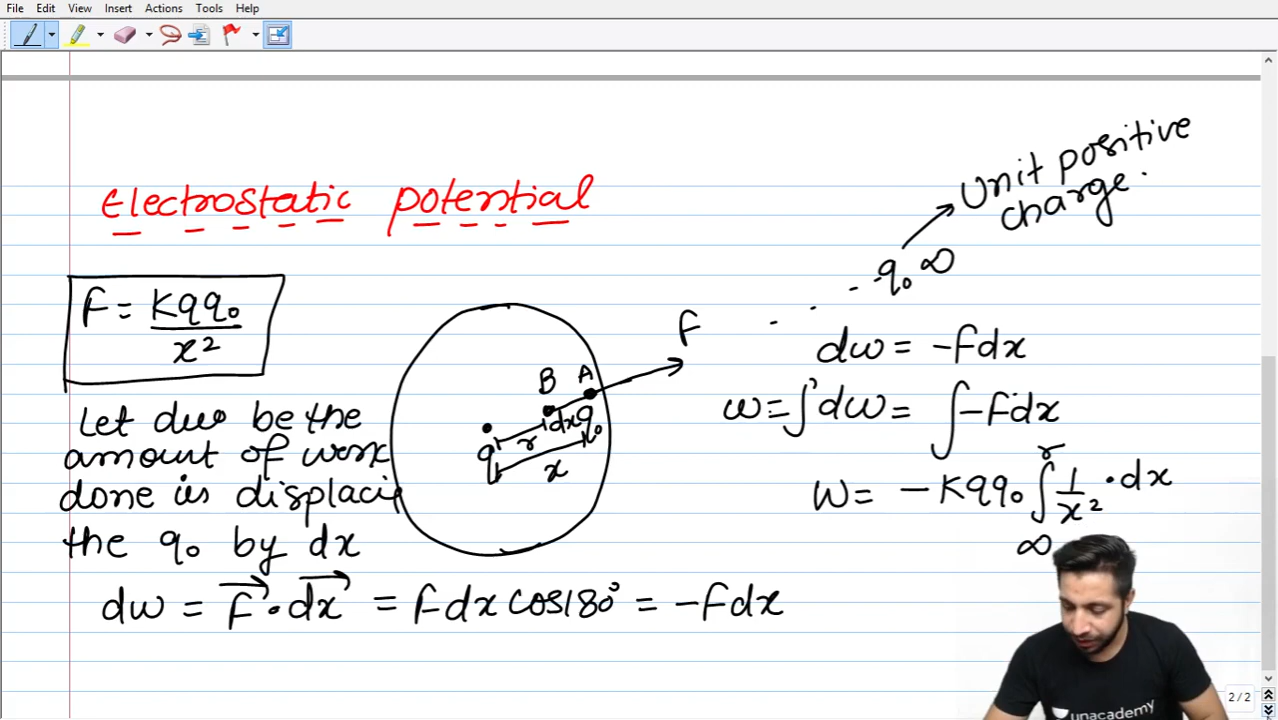 File Edit View Insert Actions Tools Help
Electrostatic potential
Unit positive
charge.
q₀ ∞
F = Kqq₀
x²
F
B A
dx q₀
r
q
x
Let dw be the
amount of work
done is displacig
the q₀ by dx
dw = F⃗ · dx⃗ = Fdx cos180° = -Fdx
dw = -Fdx
w = ∫dw = ∫-Fdx
W = -Kqq₀ ∫ 1/x² · dx
r
∞
unacademy
2/2